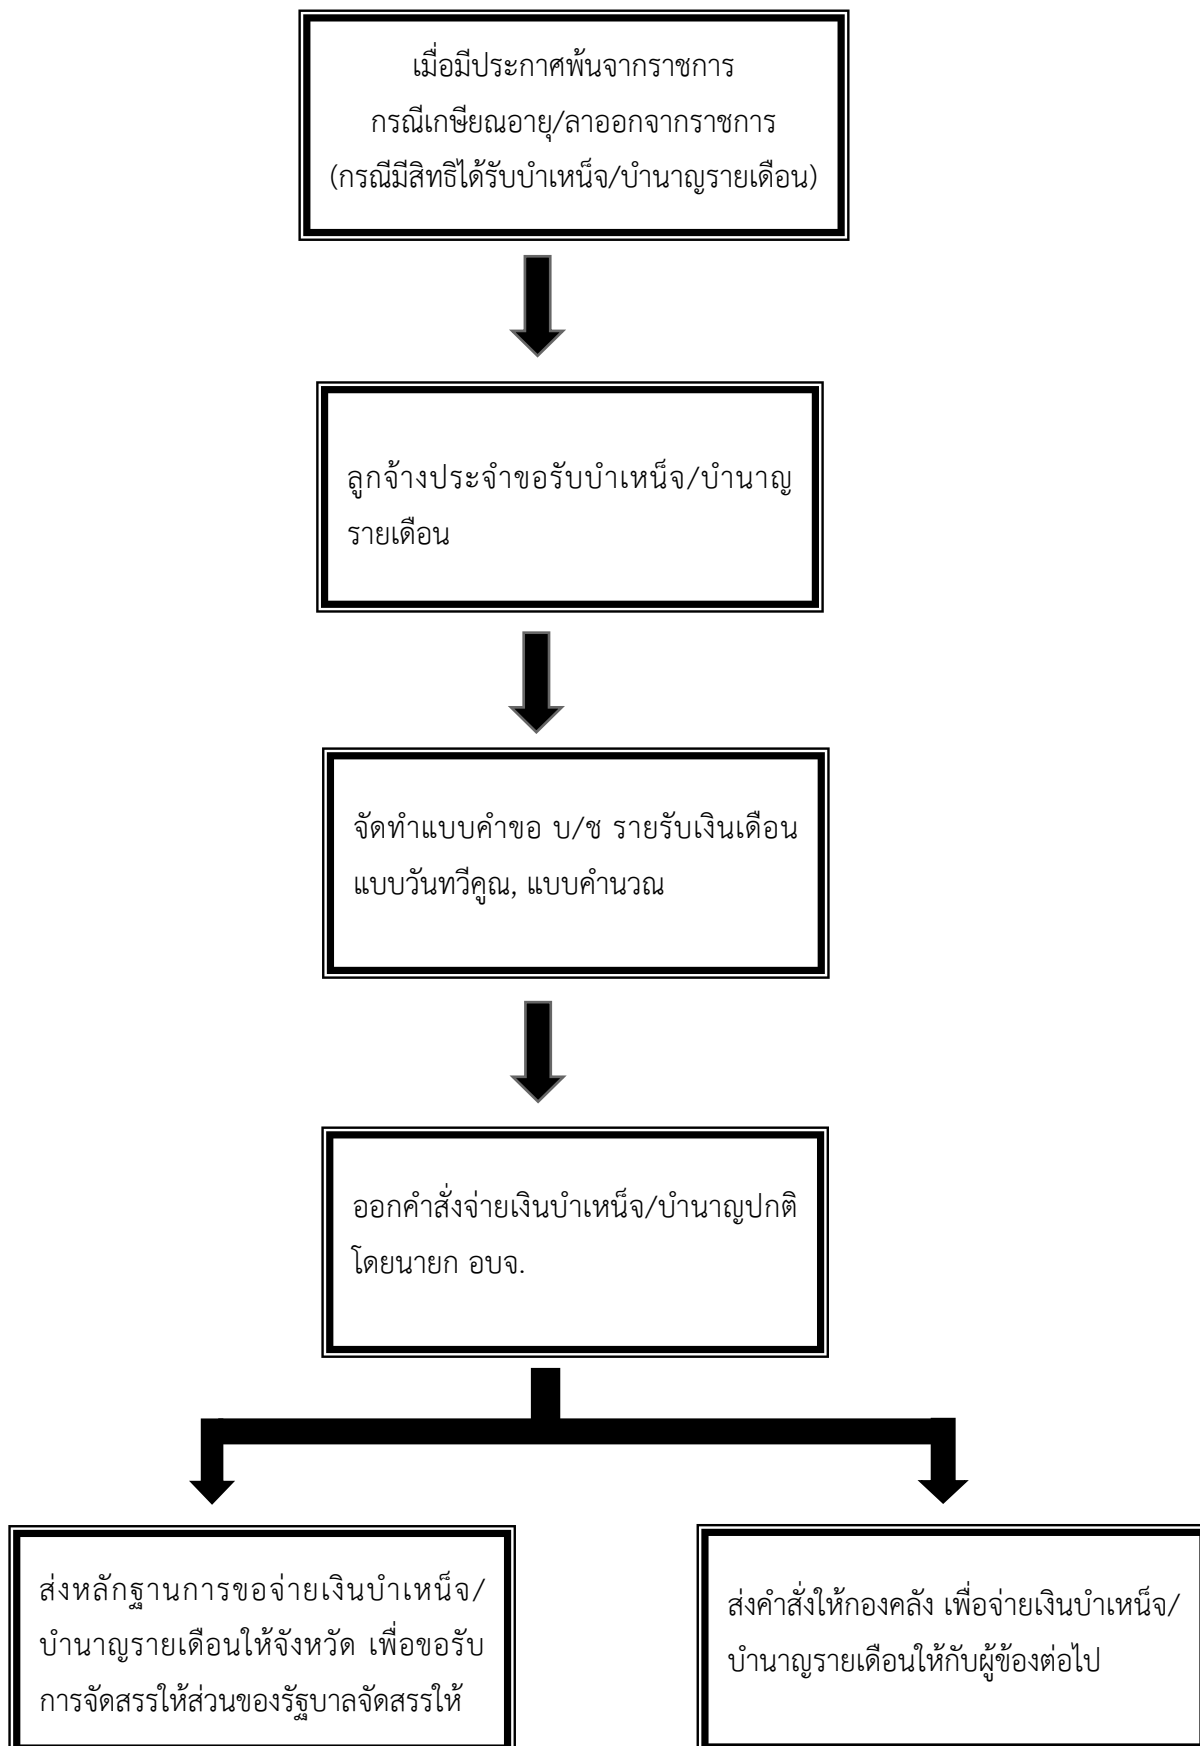 เมื่อมีประกาศพ้นจากราชการ
กรณีเกษียณอายุ/ลาออกจากราชการ
(กรณีมีสิทธิได้รับบำเหน็จ/บำนาญรายเดือน)
ลูกจ้างประจำขอรับบำเหน็จ/บำนาญ
รายเดือน
จัดทำแบบคำขอ บ/ช รายรับเงินเดือน
แบบวันทวีคูณ, แบบคำนวณ
ออกคำสั่งจ่ายเงินบำเหน็จ/บำนาญปกติ
โดยนายก อบจ.
ส่งหลักฐานการขอจ่ายเงินบำเหน็จ/
บำนาญรายเดือนให้จังหวัด เพื่อขอรับ
การจัดสรรให้ส่วนของรัฐบาลจัดสรรให้
ส่งคำสั่งให้กองคลัง เพื่อจ่ายเงินบำเหน็จ/
บำนาญรายเดือนให้กับผู้ข้องต่อไป